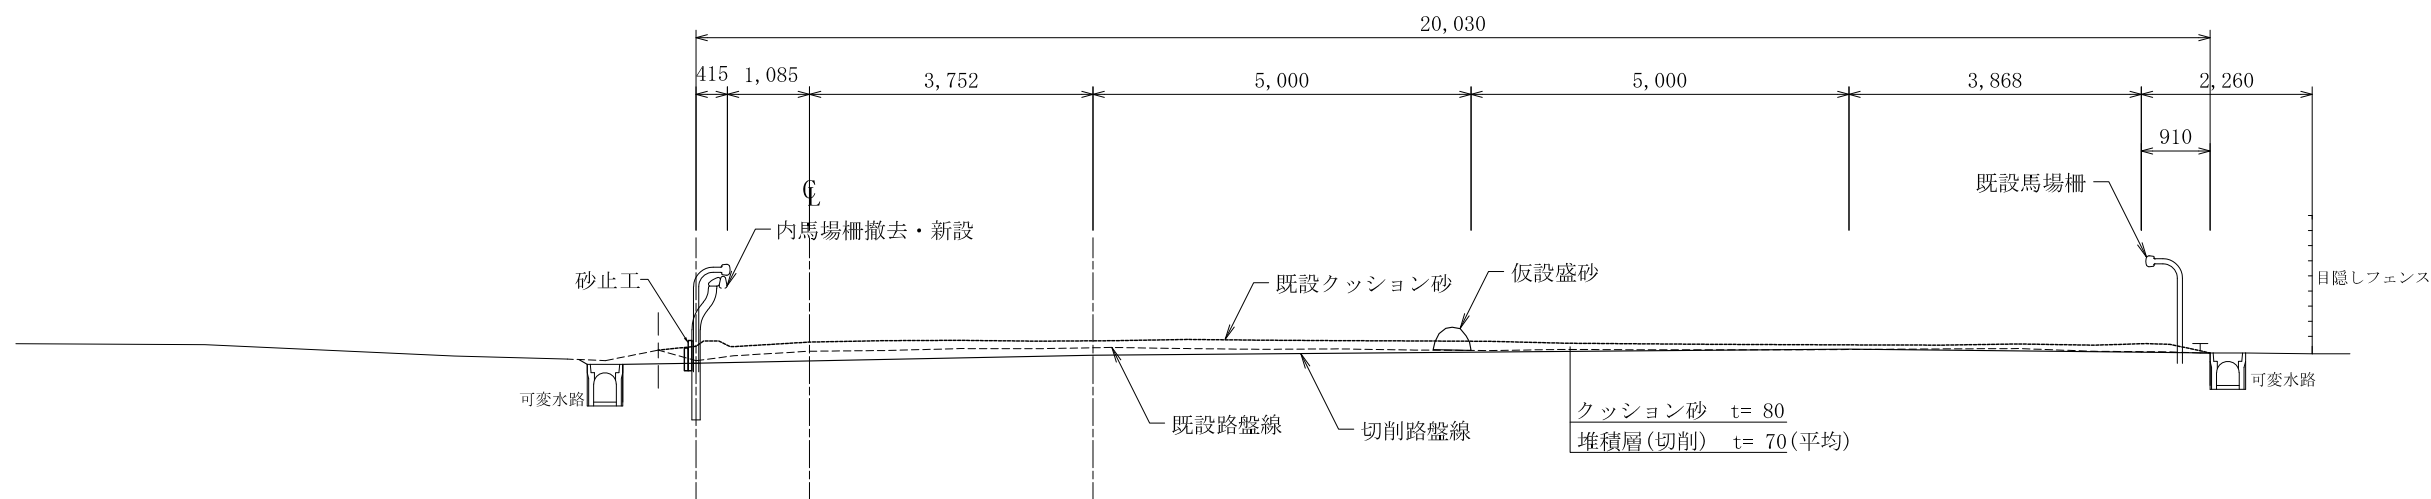 20,030
415
1,085
3,752
5,000
5,000
3,868
2,260
910
℄
既設馬場柵
内馬場柵撤去・新設
砂止工
既設クッション砂
仮設盛砂
目隠しフェンス
可変水路
可変水路
既設路盤線
切削路盤線
クッション砂 t= 80
堆積層(切削) t= 70(平均)